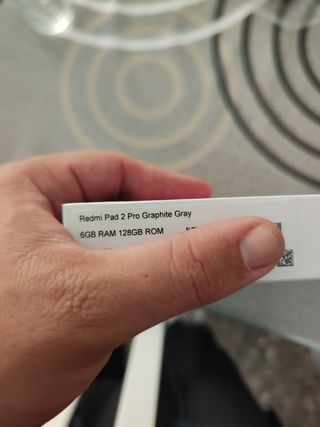 Redmi Pad 2 Pro Graphite Gray
6GB RAM 128GB ROM